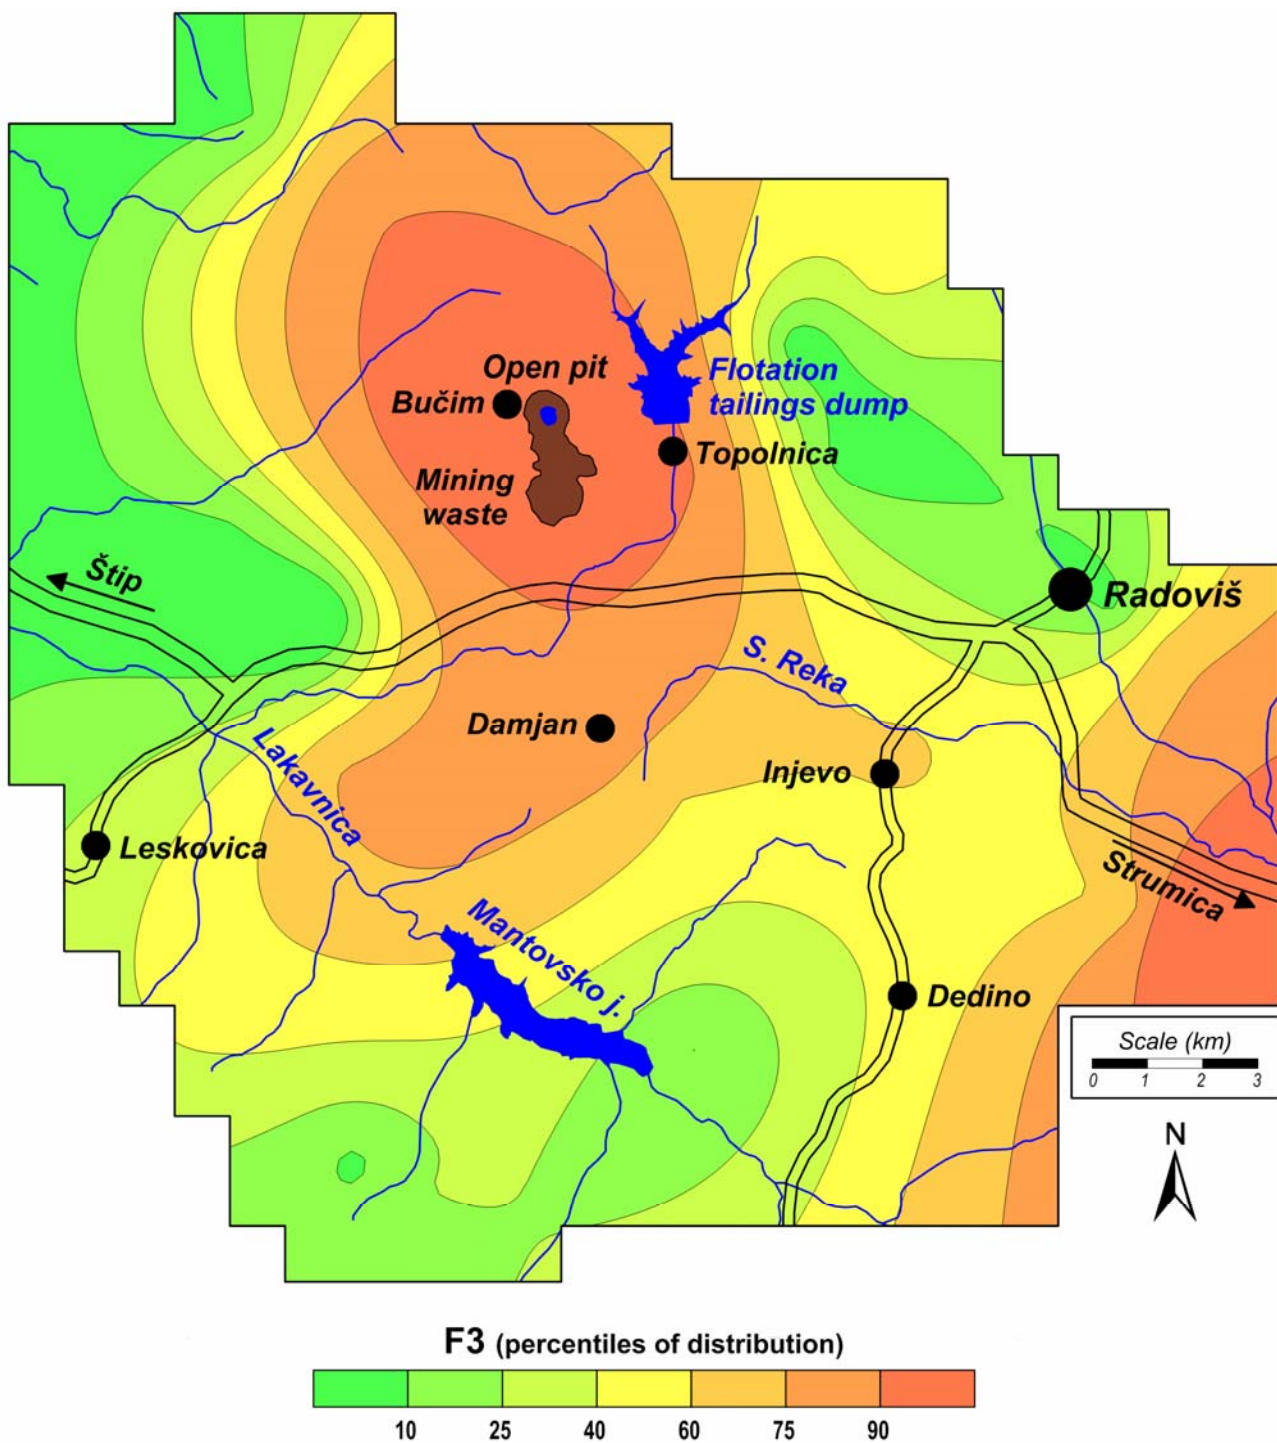 Open pit
Bučim
Flotation
tailings dump
Topolnica
Mining
waste
Štip
Radoviš
S. Reka
Damjan
Lakavnica
Injevo
Leskovica
Strumica
Mantovsko j.
Dedino
Scale (km)
0 1 2 3
N
F3 (percentiles of distribution)
10 25 40 60 75 90